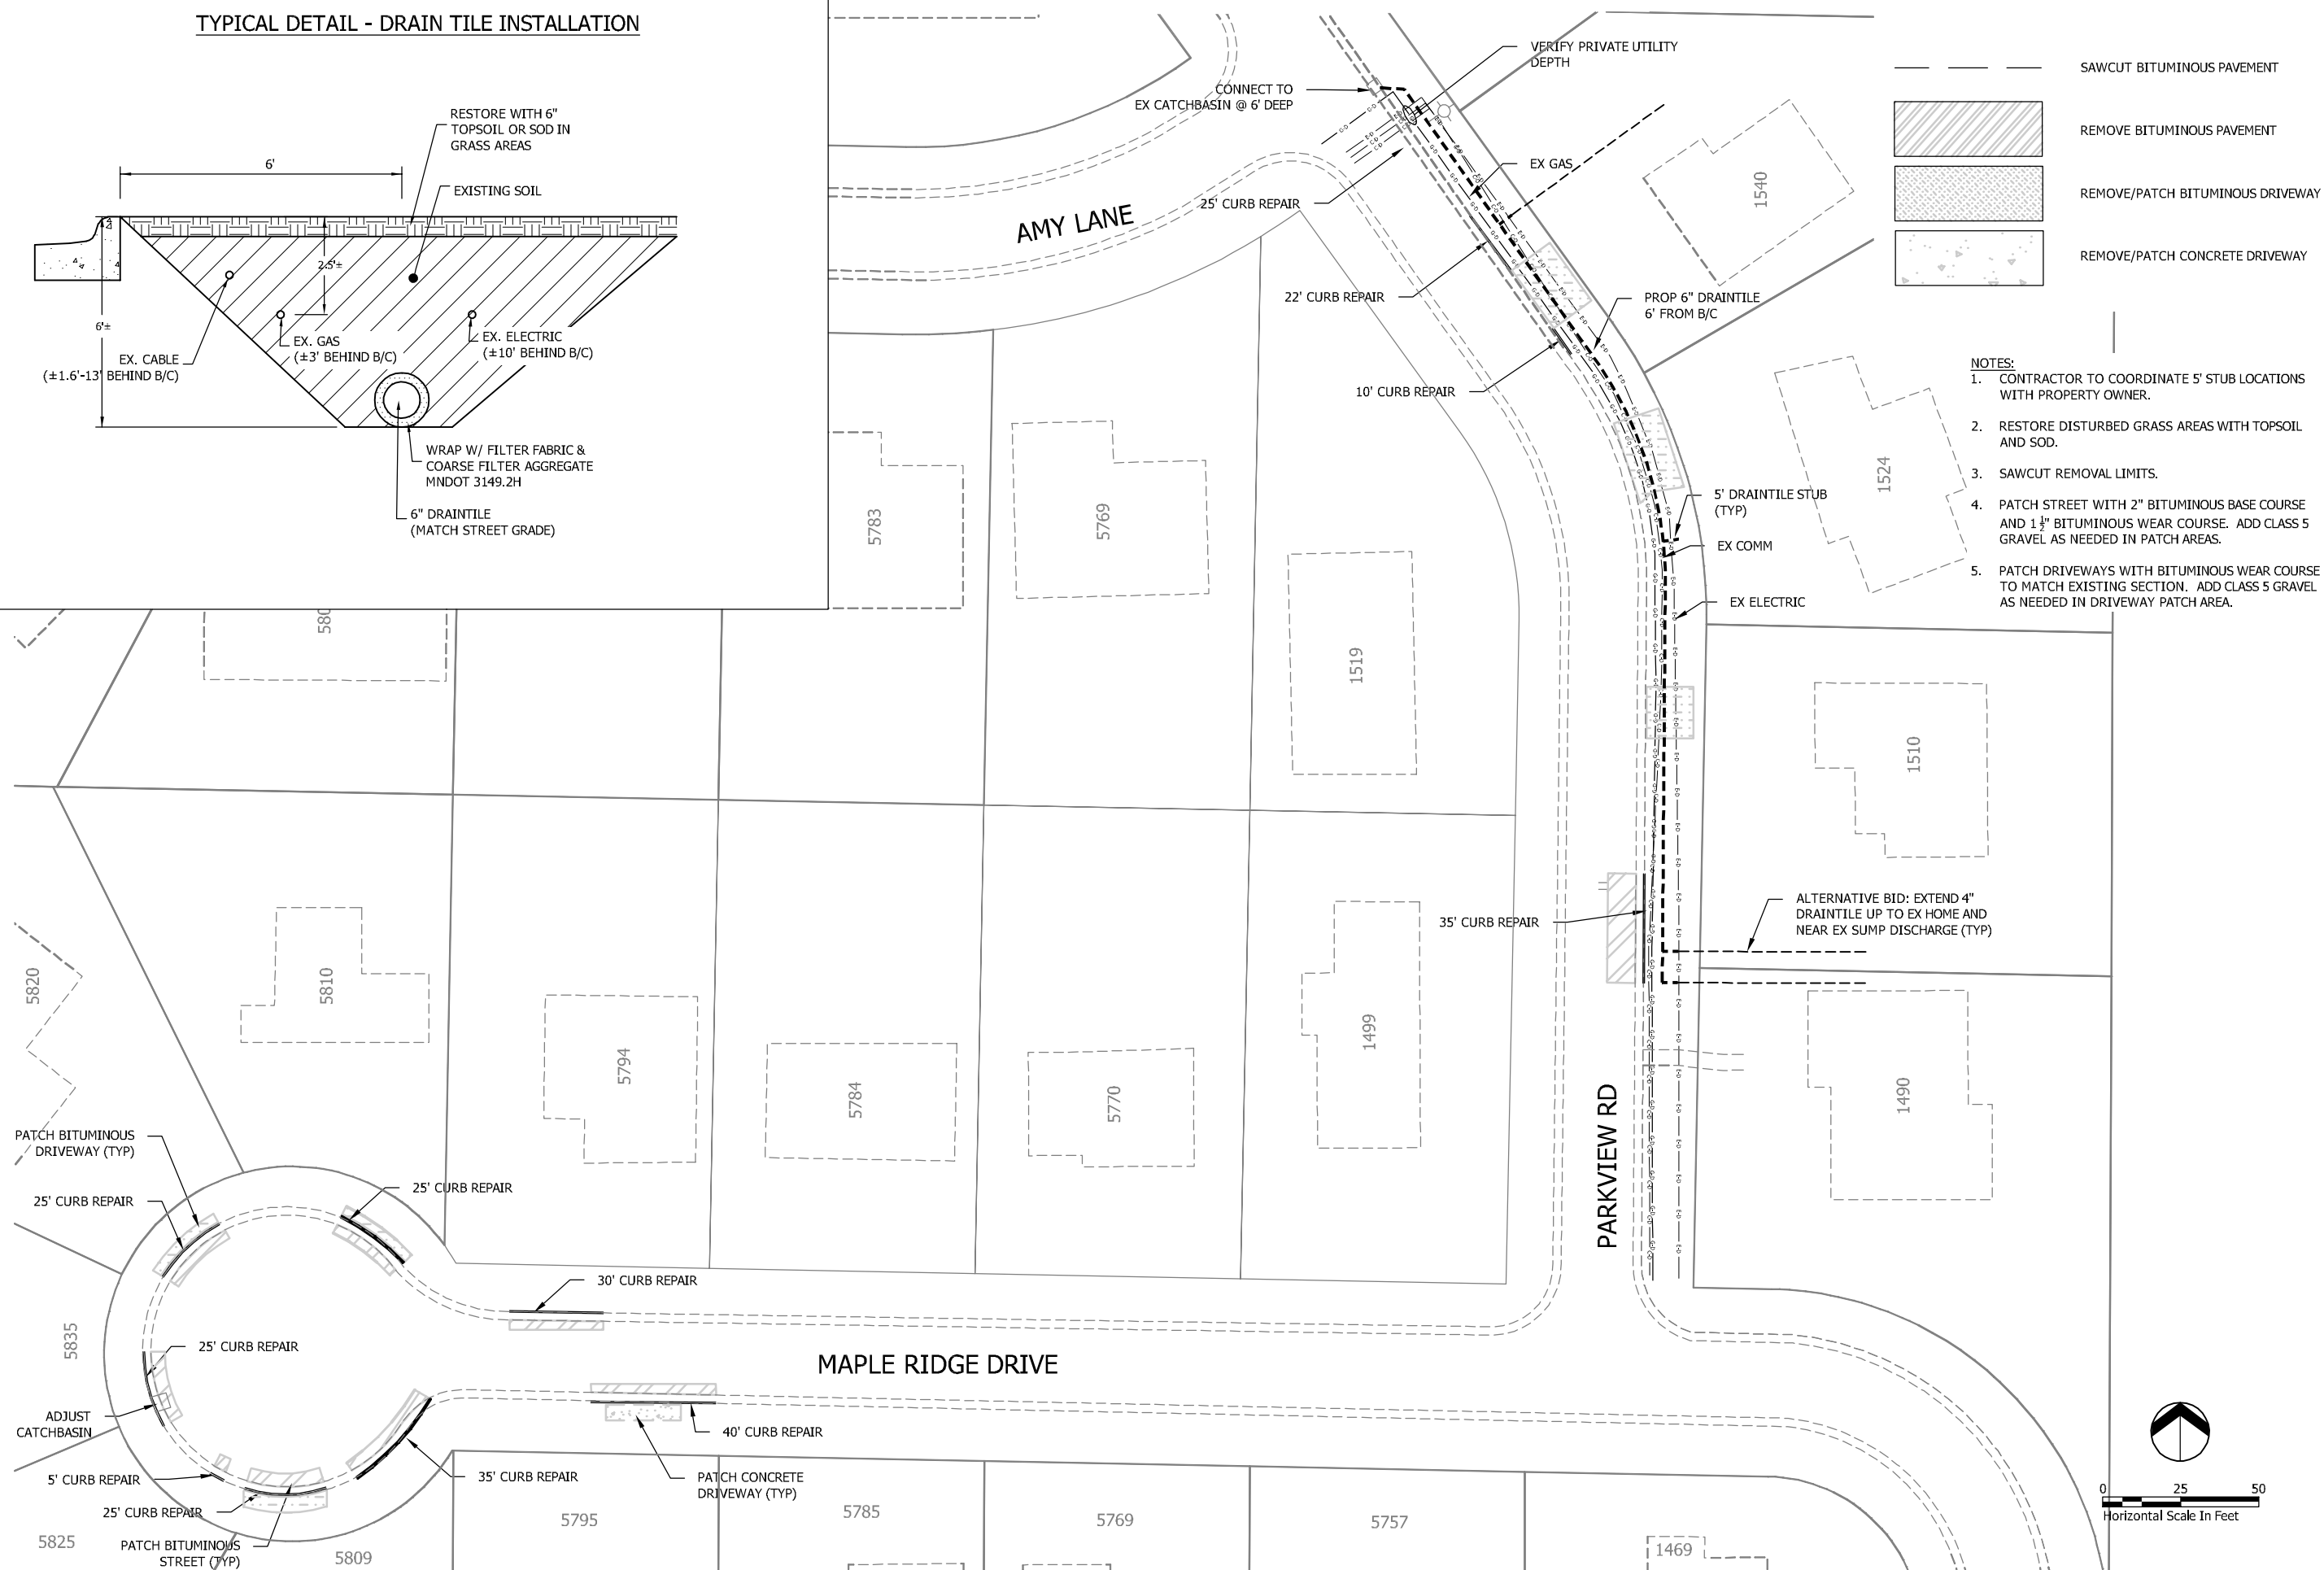 TYPICAL DETAIL - DRAIN TILE INSTALLATION
RESTORE WITH 6"
TOPSOIL OR SOD IN
GRASS AREAS
6'
EXISTING SOIL
2.5'±
6'±
EX. CABLE
(±1.6'-13' BEHIND B/C)
EX. GAS
(±3' BEHIND B/C)
EX. ELECTRIC
(±10' BEHIND B/C)
WRAP W/ FILTER FABRIC &
COARSE FILTER AGGREGATE
MNDOT 3149.2H
6" DRAINTILE
(MATCH STREET GRADE)
VERIFY PRIVATE UTILITY
DEPTH
CONNECT TO
EX CATCHBASIN @ 6' DEEP
EX GAS
25' CURB REPAIR
AMY LANE
22' CURB REPAIR
PROP 6" DRAINTILE
6' FROM B/C
10' CURB REPAIR
5' DRAINTILE STUB
(TYP)
EX COMM
EX ELECTRIC
SAWCUT BITUMINOUS PAVEMENT
REMOVE BITUMINOUS PAVEMENT
REMOVE/PATCH BITUMINOUS DRIVEWAY
REMOVE/PATCH CONCRETE DRIVEWAY
NOTES:
1. CONTRACTOR TO COORDINATE 5' STUB LOCATIONS
WITH PROPERTY OWNER.
2. RESTORE DISTURBED GRASS AREAS WITH TOPSOIL
AND SOD.
3. SAWCUT REMOVAL LIMITS.
4. PATCH STREET WITH 2" BITUMINOUS BASE COURSE
AND 1½" BITUMINOUS WEAR COURSE. ADD CLASS 5
GRAVEL AS NEEDED IN PATCH AREAS.
5. PATCH DRIVEWAYS WITH BITUMINOUS WEAR COURSE
TO MATCH EXISTING SECTION. ADD CLASS 5 GRAVEL
AS NEEDED IN DRIVEWAY PATCH AREA.
1540
1524
5783
5769
1519
1510
35' CURB REPAIR
ALTERNATIVE BID: EXTEND 4"
DRAINTILE UP TO EX HOME AND
NEAR EX SUMP DISCHARGE (TYP)
5820
5810
5794
5784
5770
1499
1490
PARKVIEW RD
PATCH BITUMINOUS
DRIVEWAY (TYP)
25' CURB REPAIR
25' CURB REPAIR
30' CURB REPAIR
5835
25' CURB REPAIR
MAPLE RIDGE DRIVE
ADJUST
CATCHBASIN
40' CURB REPAIR
5' CURB REPAIR
35' CURB REPAIR
PATCH CONCRETE
DRIVEWAY (TYP)
25' CURB REPAIR
PATCH BITUMINOUS
STREET (TYP)
5825
5809
5795
5785
5769
5757
1469
0 25 50
Horizontal Scale In Feet